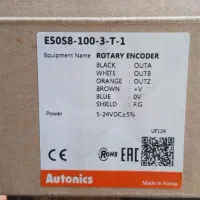 E50S8-100-3-T-1
Equipment Name : ROTARY ENCODER
BLACK : OUTA
WHITE : OUTB
ORANGE : OUTZ
BROWN : +V
BLUE : 0V
SHIELD : F.G
Power : 5-24VDC±5%
UF12R
CE RoHS EAC
Autonics
Made in Korea